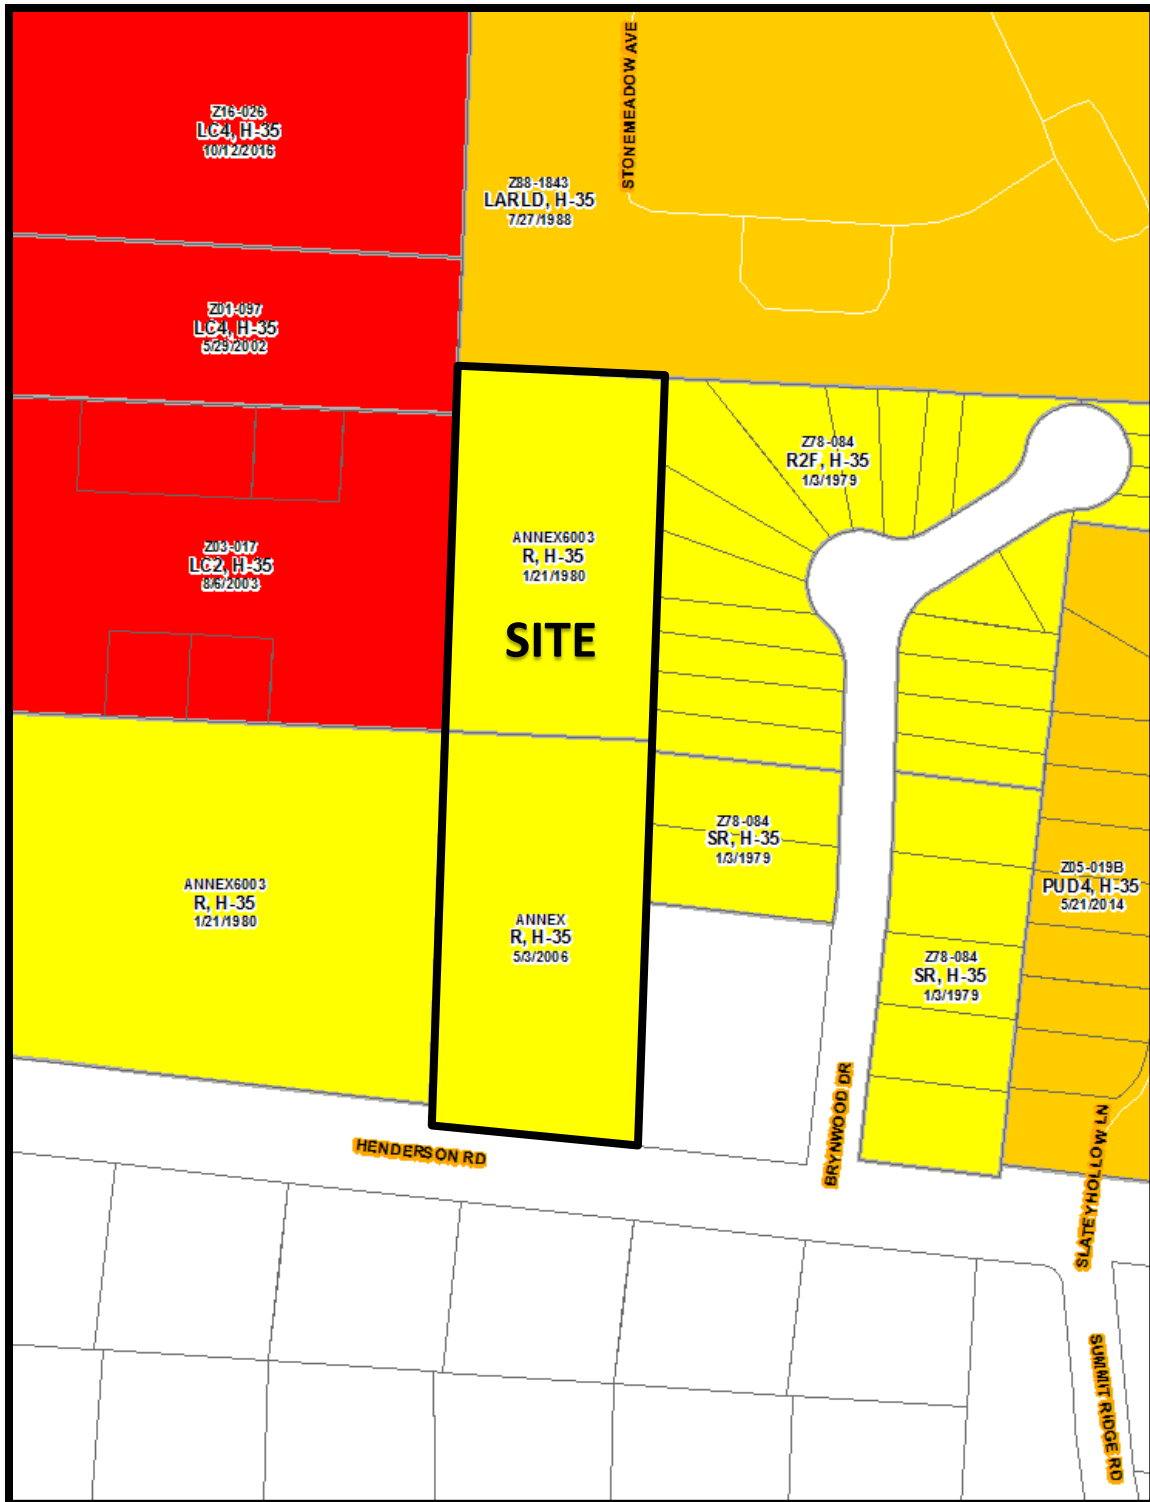 STONEMEADOW AVE
Z16-026
LC4, H-35
10/12/2016
Z88-1843
LARLD, H-35
7/27/1988
Z01-097
LC4, H-35
5/29/2002
Z78-084
R2F, H-35
1/3/1979
Z03-017
LC2, H-35
8/6/2003
ANNEX6003
R, H-35
1/21/1980
SITE
Z78-084
SR, H-35
1/3/1979
ANNEX6003
R, H-35
1/21/1980
Z05-019B
PUD4, H-35
5/21/2014
ANNEX
R, H-35
5/3/2006
Z78-084
SR, H-35
1/3/1979
HENDERSON RD
BRYNWOOD DR
SLATEYHOLLOW LN
SUMMIT RIDGE RD